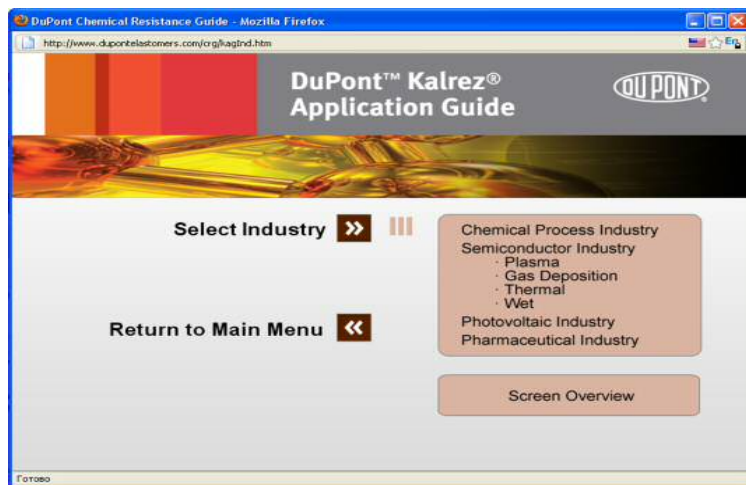 DuPont Chemical Resistance Guide - Mozilla Firefox
http://www.dupontelastomers.com/crg/kagInd.htm
En
DuPont™ Kalrez®
Application Guide
DUPONT
Select Industry
Chemical Process Industry
Semiconductor Industry
· Plasma
· Gas Deposition
· Thermal
· Wet
Return to Main Menu
Photovoltaic Industry
Pharmaceutical Industry
Screen Overview
Готово